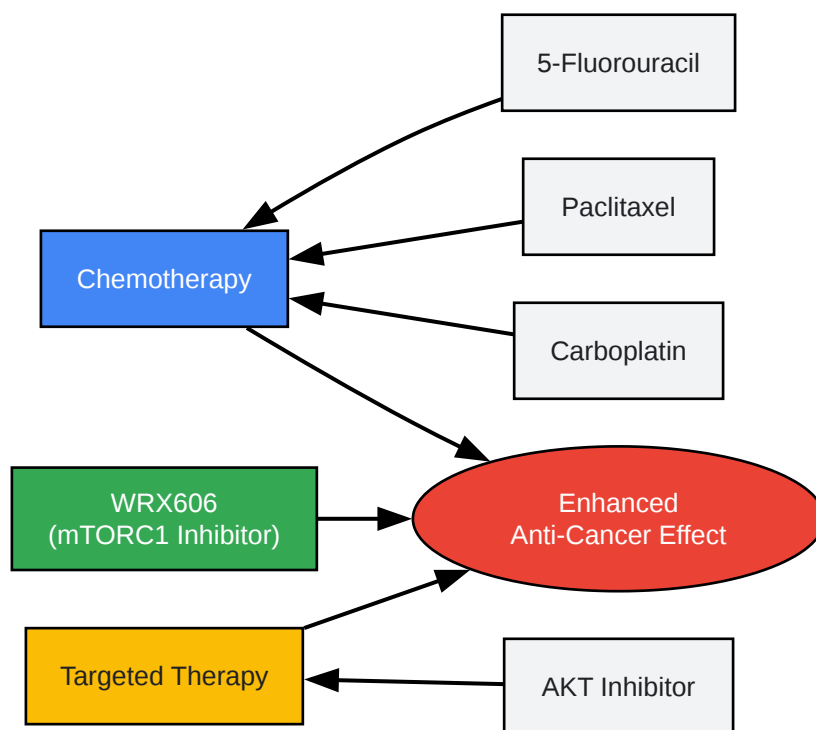 5-Fluorouracil
Paclitaxel
Chemotherapy
Carboplatin
WRX606
(mTORC1 Inhibitor)
Enhanced
Anti-Cancer Effect
Targeted Therapy
AKT Inhibitor